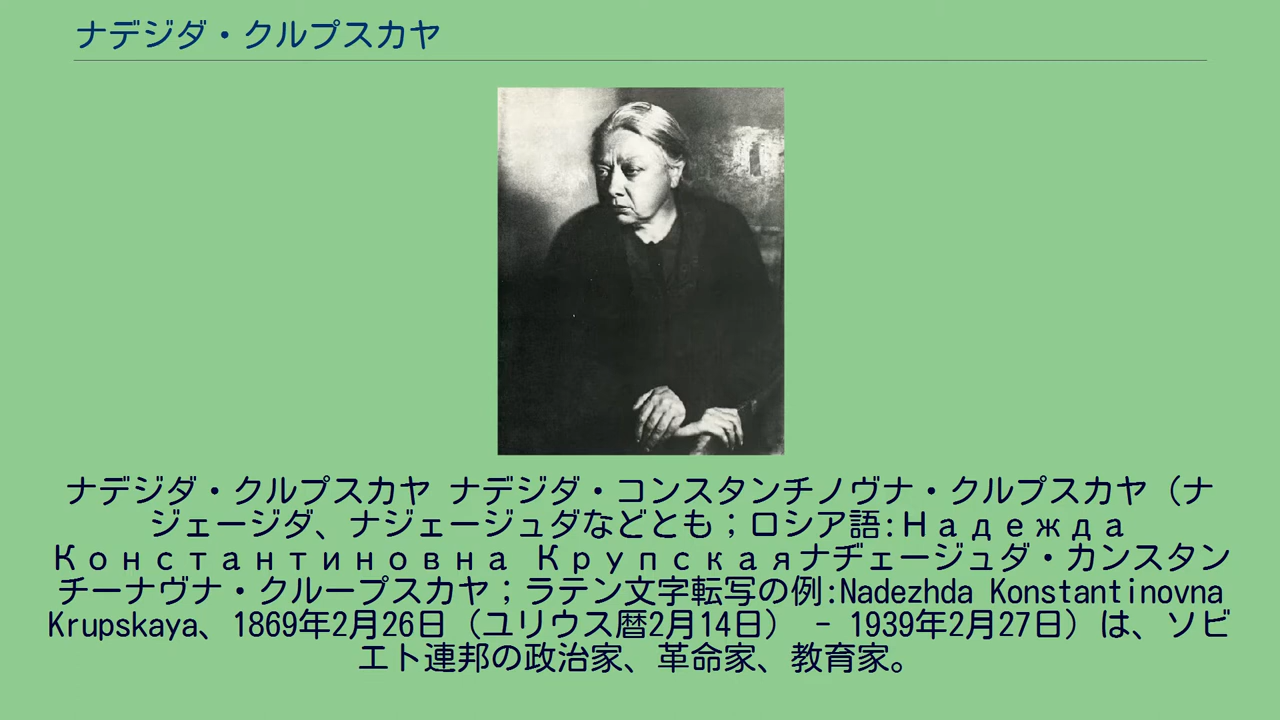 ナデジダ・クルプスカヤ
ナデジダ・クルプスカヤ ナデジダ・コンスタンチノヴナ・クルプスカヤ（ナ
ジェージダ、ナジェージュダなどとも；ロシア語:Надежда
Константиновна Крупскаяナヂェージュダ・カンスタン
チーナヴナ・クループスカヤ；ラテン文字転写の例:Nadezhda Konstantinovna
Krupskaya、1869年2月26日（ユリウス暦2月14日） - 1939年2月27日）は、ソビ
エト連邦の政治家、革命家、教育家。